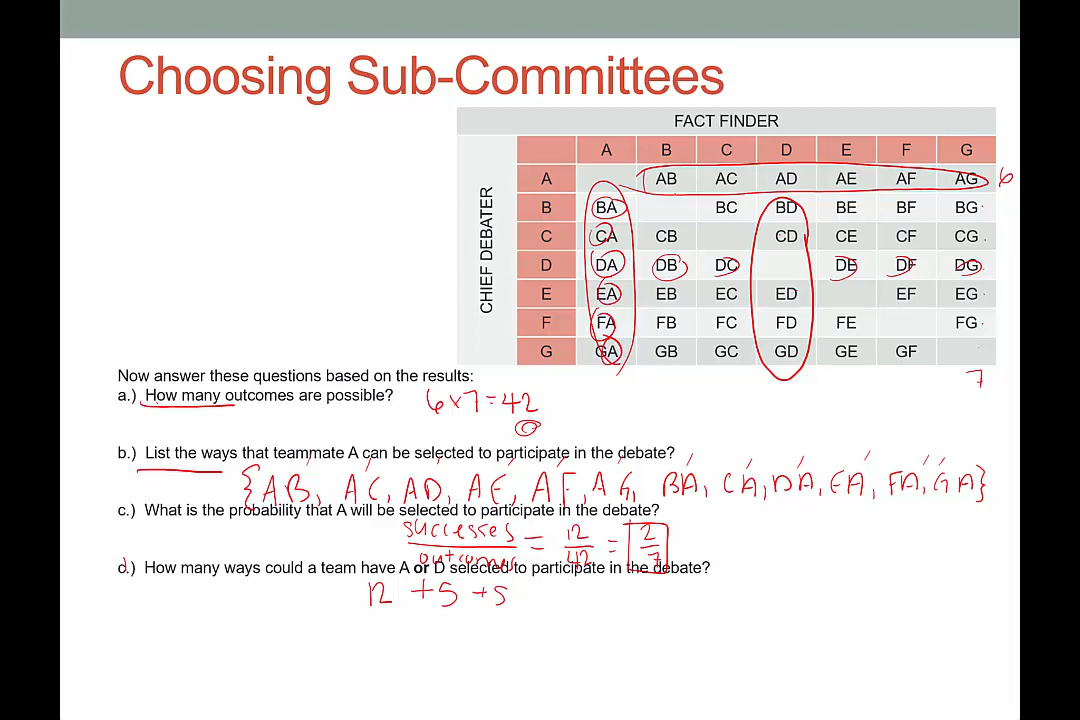 Choosing Sub-Committees
FACT FINDER
CHIEF DEBATER
A B C D E F G
A AB AC AD AE AF AG 6
B BA BC BD BE BF BG
C CA CB CD CE CF CG
D DA DB DC DE DF DG
E EA EB EC ED EF EG
F FA FB FC FD FE FG
G GA GB GC GD GE GF
7
Now answer these questions based on the results:
a.) How many outcomes are possible? 6 x 7 = 42
b.) List the ways that teammate A can be selected to participate in the debate?
{AB, AC, AD, AE, AF, AG, BA, CA, DA, EA, FA, GA}
c.) What is the probability that A will be selected to participate in the debate?
successes
outcomes = 12/42 = 2/7
d.) How many ways could a team have A or D selected to participate in the debate?
12 + 5 + 5